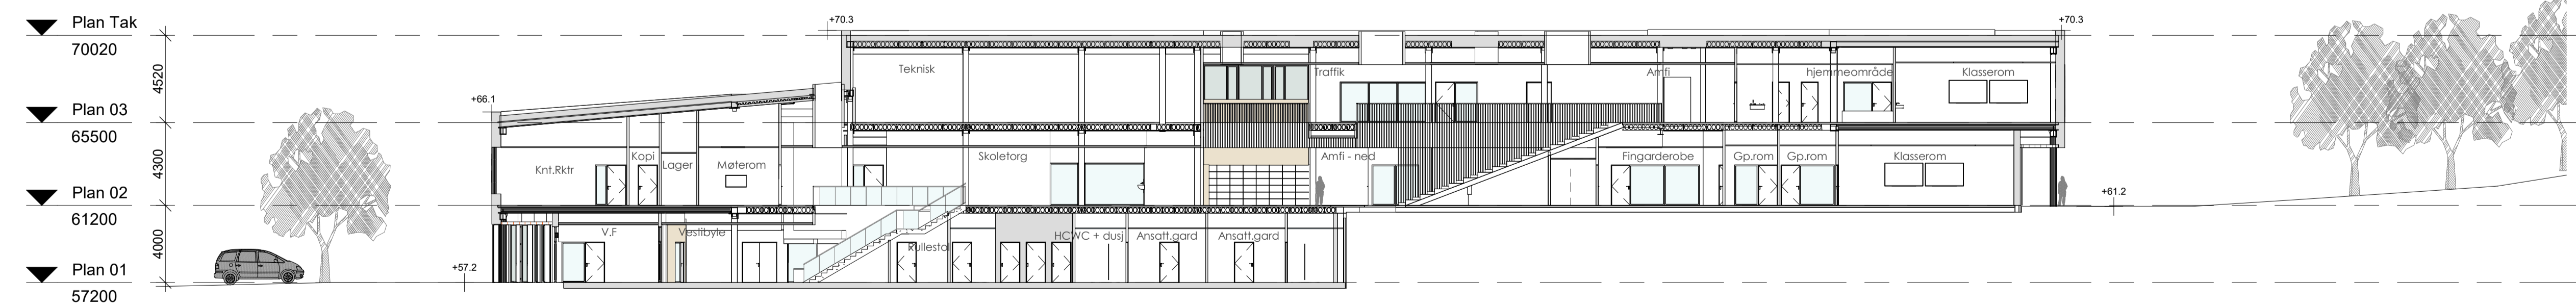 Plan Tak
70020
4520
Plan 03
65500
4300
Plan 02
61200
4000
Plan 01
57200
+70.3
+70.3
+66.1
+61.2
+57.2
Teknisk
Traffik
Amfi
hjemmeområde
Klasserom
Knt.Rktr
Kopi
Lager
Møterom
Skoletorg
Amfi - ned
Fingarderobe
Gp.rom
Gp.rom
Klasserom
V.F
Vestibyle
Rullestol
HCWC + dusj
Ansatt.gard
Ansatt.gard